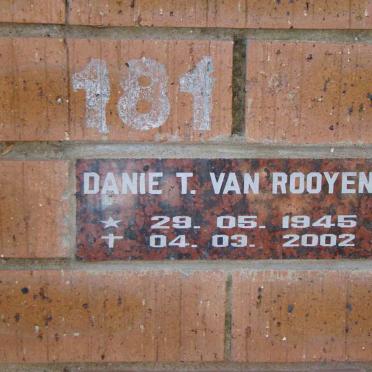 181
DANIE T. VAN ROOYEN
☆ 29. 05. 1945
† 04. 03. 2002